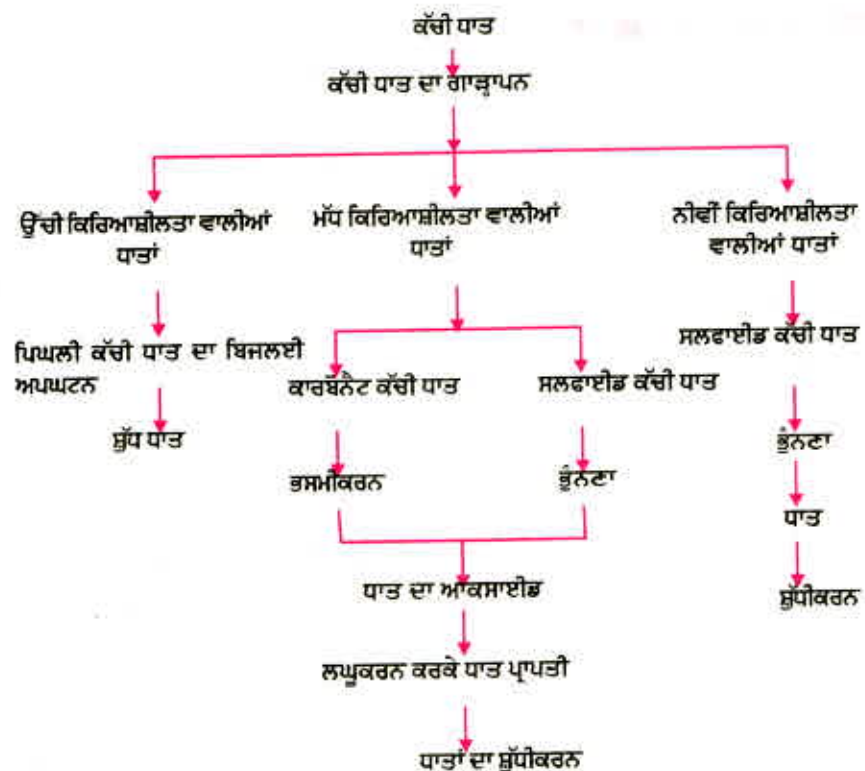 ਕੱਚੀ ਧਾਤ
ਕੱਚੀ ਧਾਤ ਦਾ ਗਾੜ੍ਹਾਪਨ
ਉੱਚੀ ਕਿਰਿਆਸ਼ੀਲਤਾ ਵਾਲੀਆਂ
ਧਾਤਾਂ
ਮੱਧ ਕਿਰਿਆਸ਼ੀਲਤਾ ਵਾਲੀਆਂ
ਧਾਤਾਂ
ਨੀਵੀਂ ਕਿਰਿਆਸ਼ੀਲਤਾ
ਵਾਲੀਆਂ ਧਾਤਾਂ
ਪਿਘਲੀ ਕੱਚੀ ਧਾਤ ਦਾ ਬਿਜਲਈ
ਅਪਘਟਨ
ਸ਼ੁੱਧ ਧਾਤ
ਕਾਰਬੋਨੇਟ ਕੱਚੀ ਧਾਤ
ਸਲਫਾਈਡ ਕੱਚੀ ਧਾਤ
ਸਲਫਾਈਡ ਕੱਚੀ ਧਾਤ
ਭਸਮੀਕਰਨ
ਭੁੰਨਣਾ
ਭੁੰਨਣਾ
ਧਾਤ
ਸ਼ੁੱਧੀਕਰਨ
ਧਾਤ ਦਾ ਆਕਸਾਈਡ
ਲਘੂਕਰਨ ਕਰਕੇ ਧਾਤ ਪ੍ਰਾਪਤੀ
ਧਾਤਾਂ ਦਾ ਸ਼ੁੱਧੀਕਰਨ